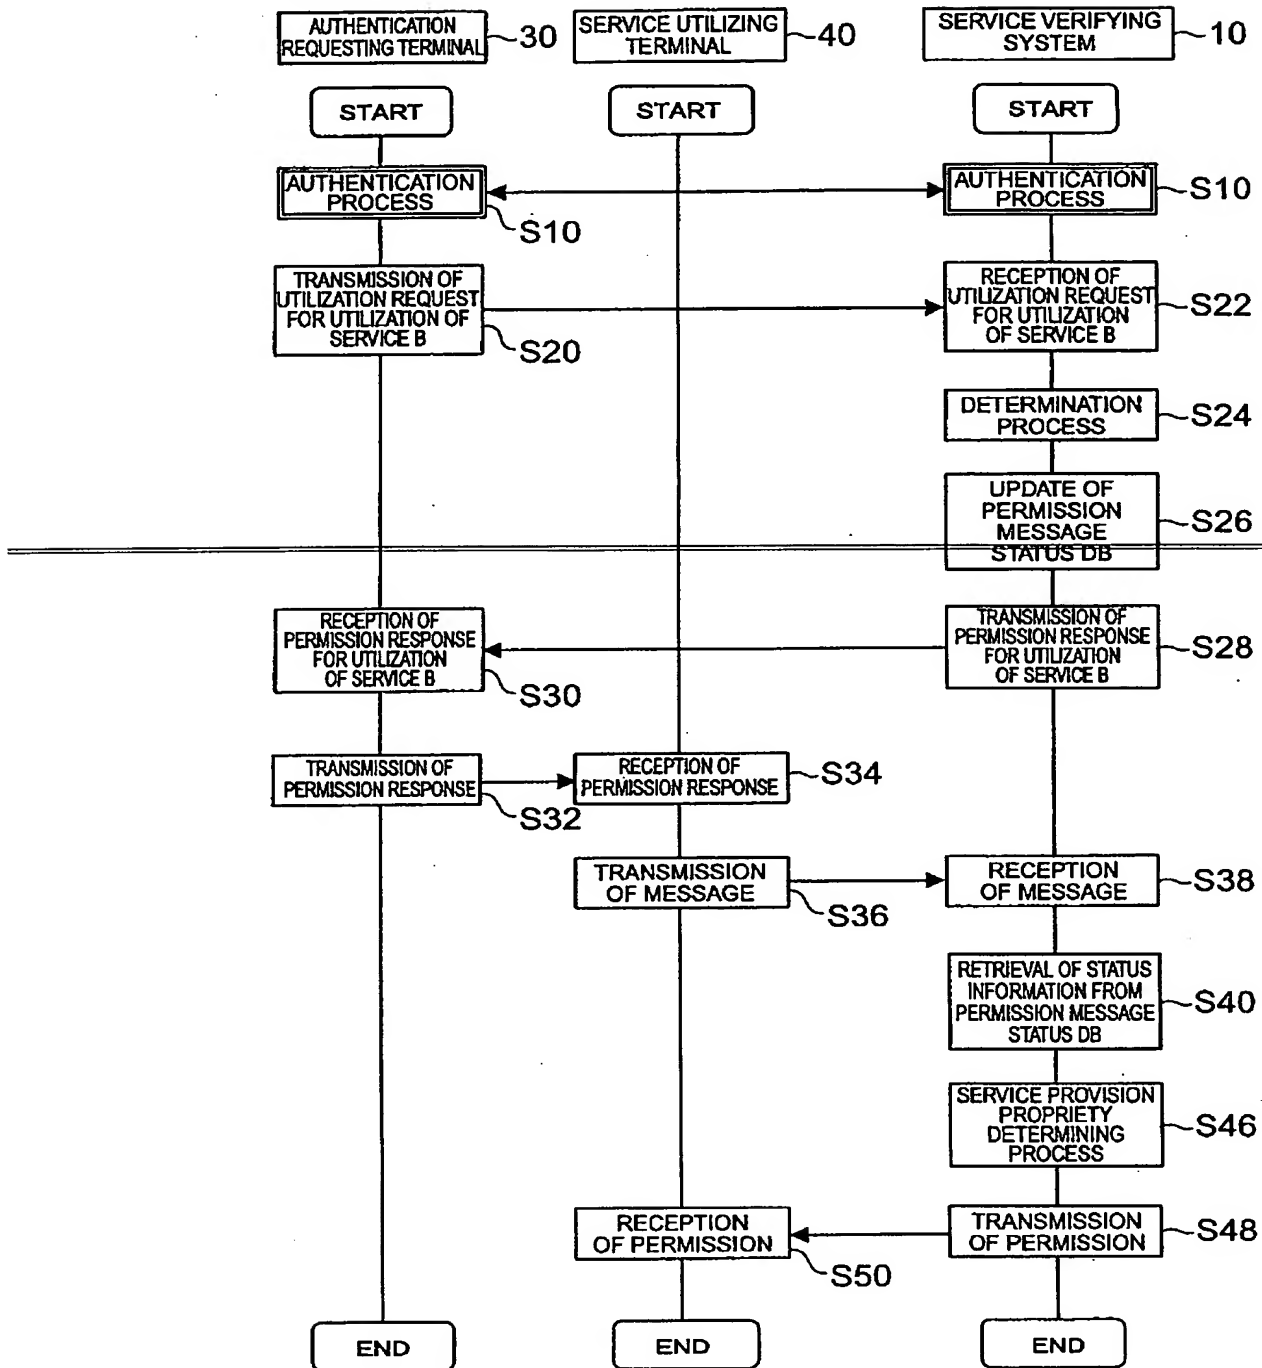 AUTHENTICATION
REQUESTING TERMINAL
30
SERVICE UTILIZING
TERMINAL
40
SERVICE VERIFYING
SYSTEM
10
START
START
START
AUTHENTICATION
PROCESS
S10
AUTHENTICATION
PROCESS
S10
TRANSMISSION OF
UTILIZATION REQUEST
FOR UTILIZATION OF
SERVICE B
S20
RECEPTION OF
UTILIZATION REQUEST
FOR UTILIZATION
OF SERVICE B
S22
DETERMINATION
PROCESS
S24
UPDATE OF
PERMISSION
MESSAGE
STATUS DB
S26
RECEPTION OF
PERMISSION RESPONSE
FOR UTILIZATION
OF SERVICE B
S30
TRANSMISSION OF
PERMISSION RESPONSE
FOR UTILIZATION
OF SERVICE B
S28
TRANSMISSION OF
PERMISSION RESPONSE
S32
RECEPTION OF
PERMISSION RESPONSE
S34
TRANSMISSION
OF MESSAGE
S36
RECEPTION
OF MESSAGE
S38
RETRIEVAL OF STATUS
INFORMATION FROM
PERMISSION MESSAGE
STATUS DB
S40
SERVICE PROVISION
PROPRIETY
DETERMINING
PROCESS
S46
RECEPTION
OF PERMISSION
S50
TRANSMISSION
OF PERMISSION
S48
END
END
END